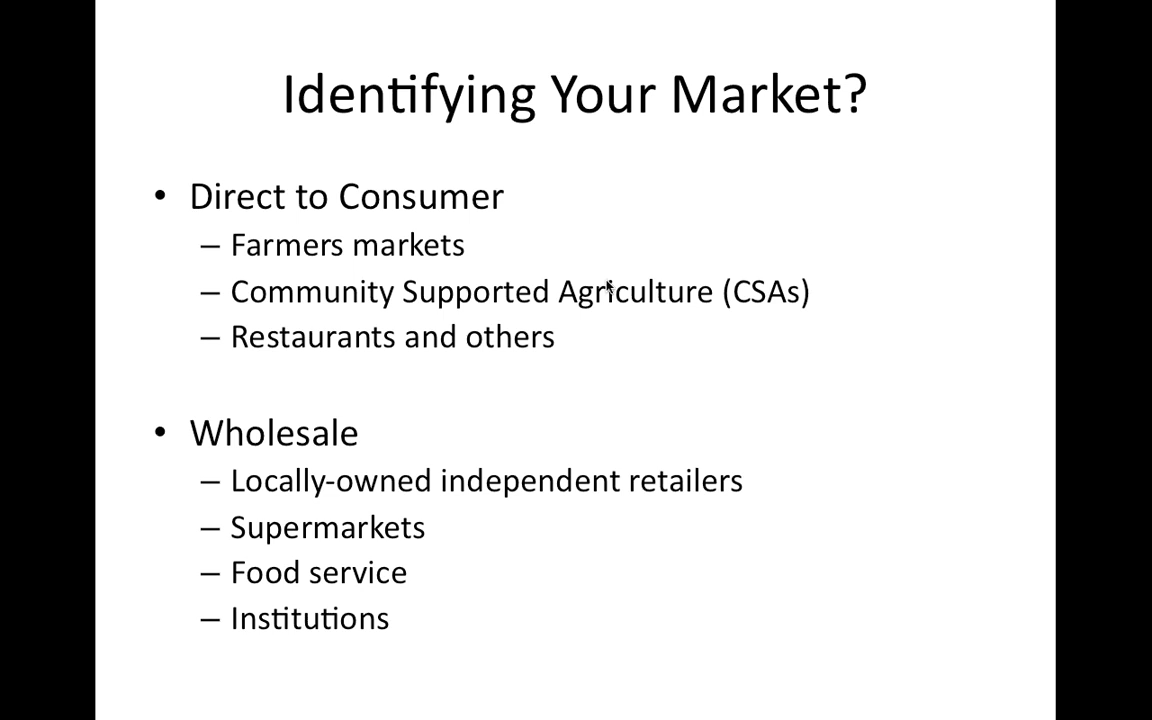 Identifying Your Market?
• Direct to Consumer
– Farmers markets
– Community Supported Agriculture (CSAs)
– Restaurants and others
• Wholesale
– Locally-owned independent retailers
– Supermarkets
– Food service
– Institutions